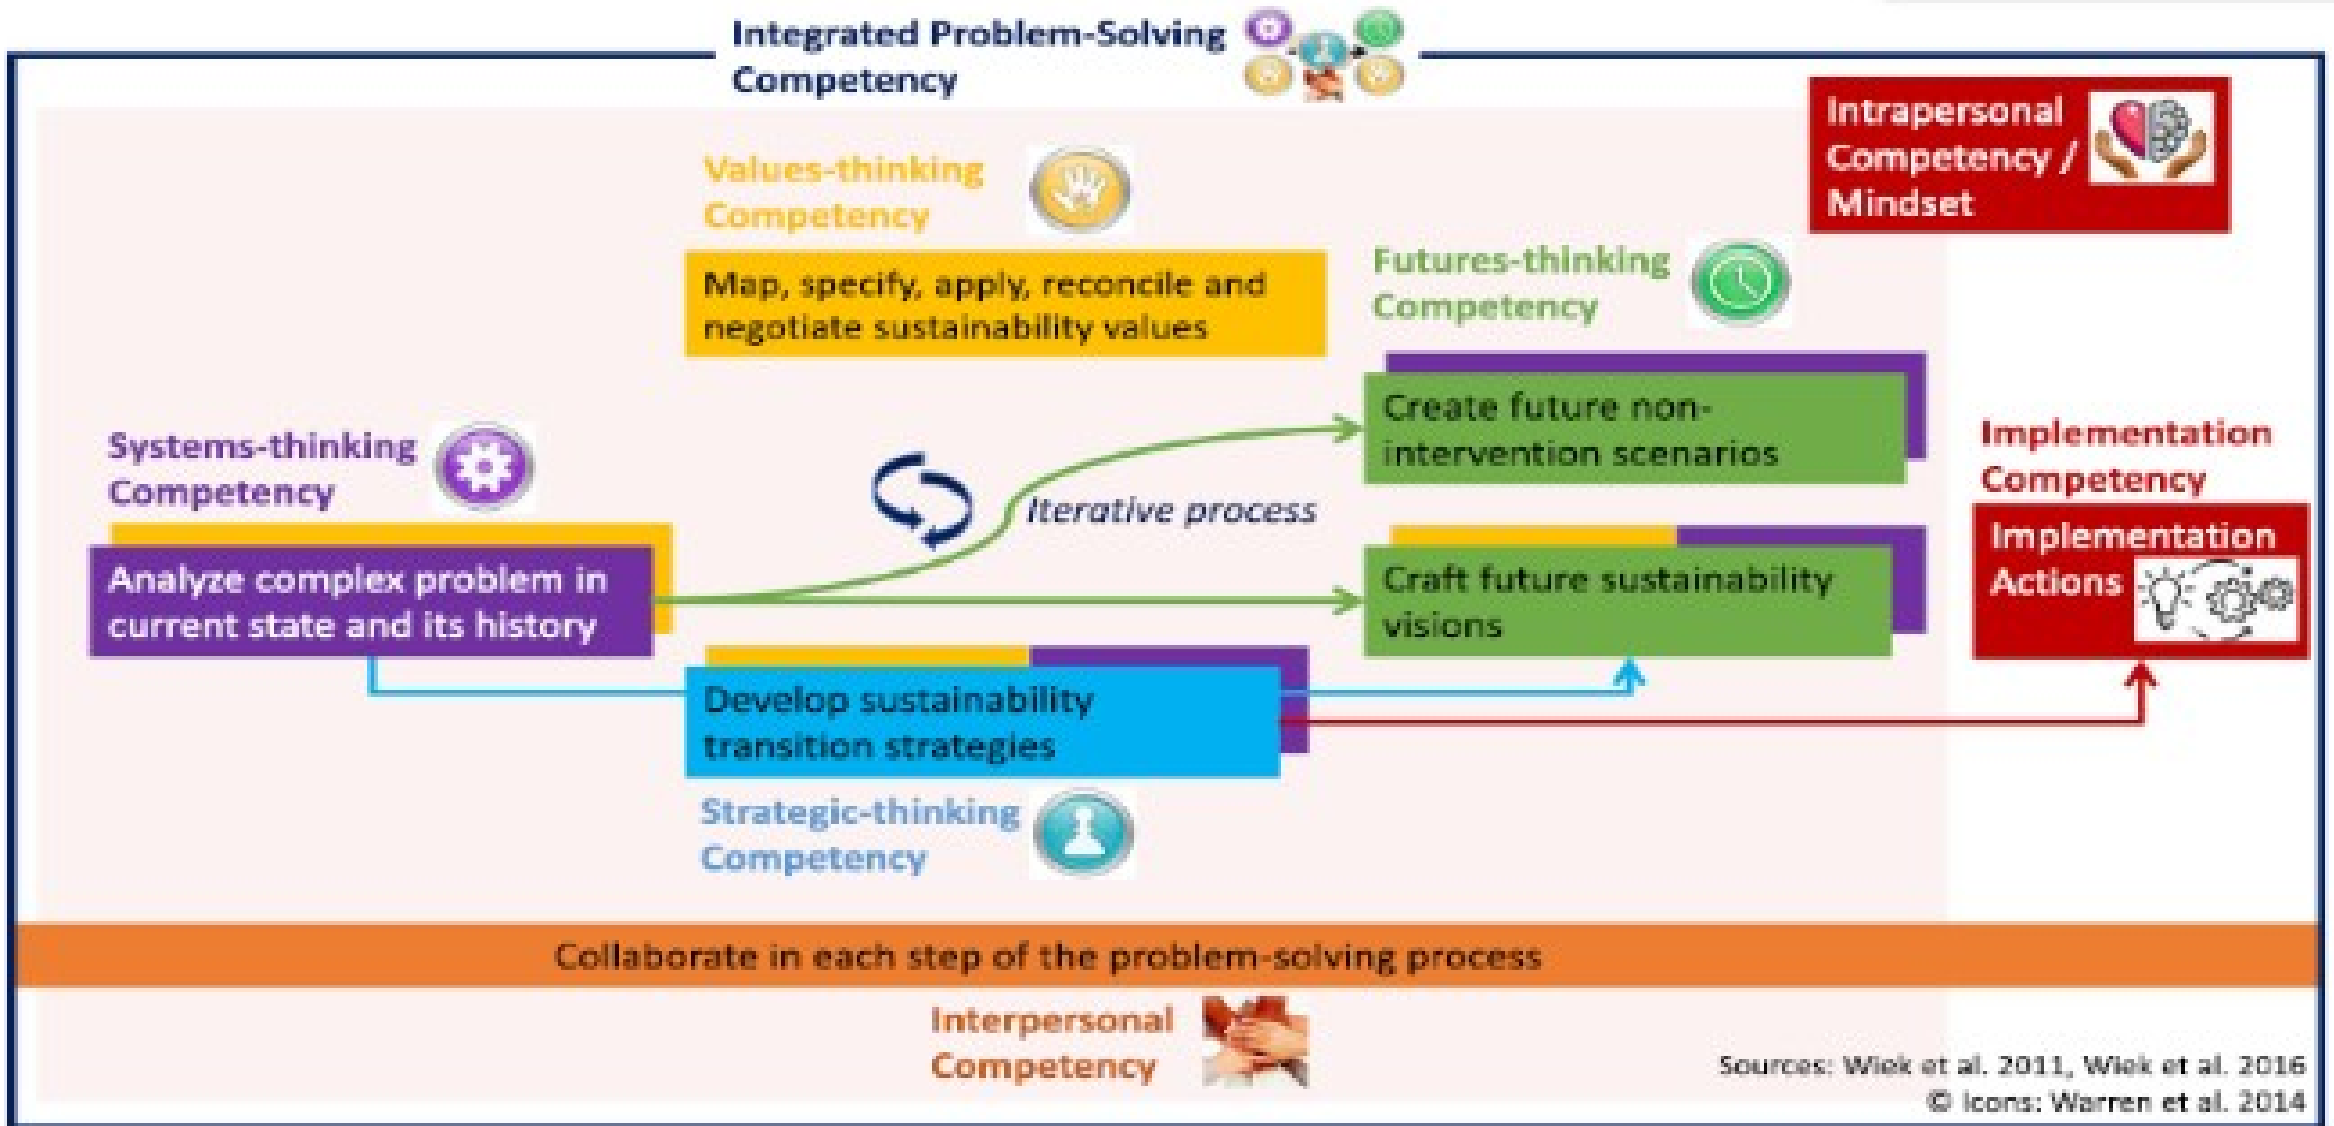 Integrated Problem-Solving
Competency
Intrapersonal
Competency /
Mindset
Values-thinking
Competency
Map, specify, apply, reconcile and
negotiate sustainability values
Futures-thinking
Competency
Create future non-
intervention scenarios
Systems-thinking
Competency
Iterative process
Implementation
Competency
Analyze complex problem in
current state and its history
Craft future sustainability
visions
Implementation
Actions
Develop sustainability
transition strategies
Strategic-thinking
Competency
Collaborate in each step of the problem-solving process
Interpersonal
Competency
Sources: Wiek et al. 2011, Wiek et al. 2016
© Icons: Warren et al. 2014